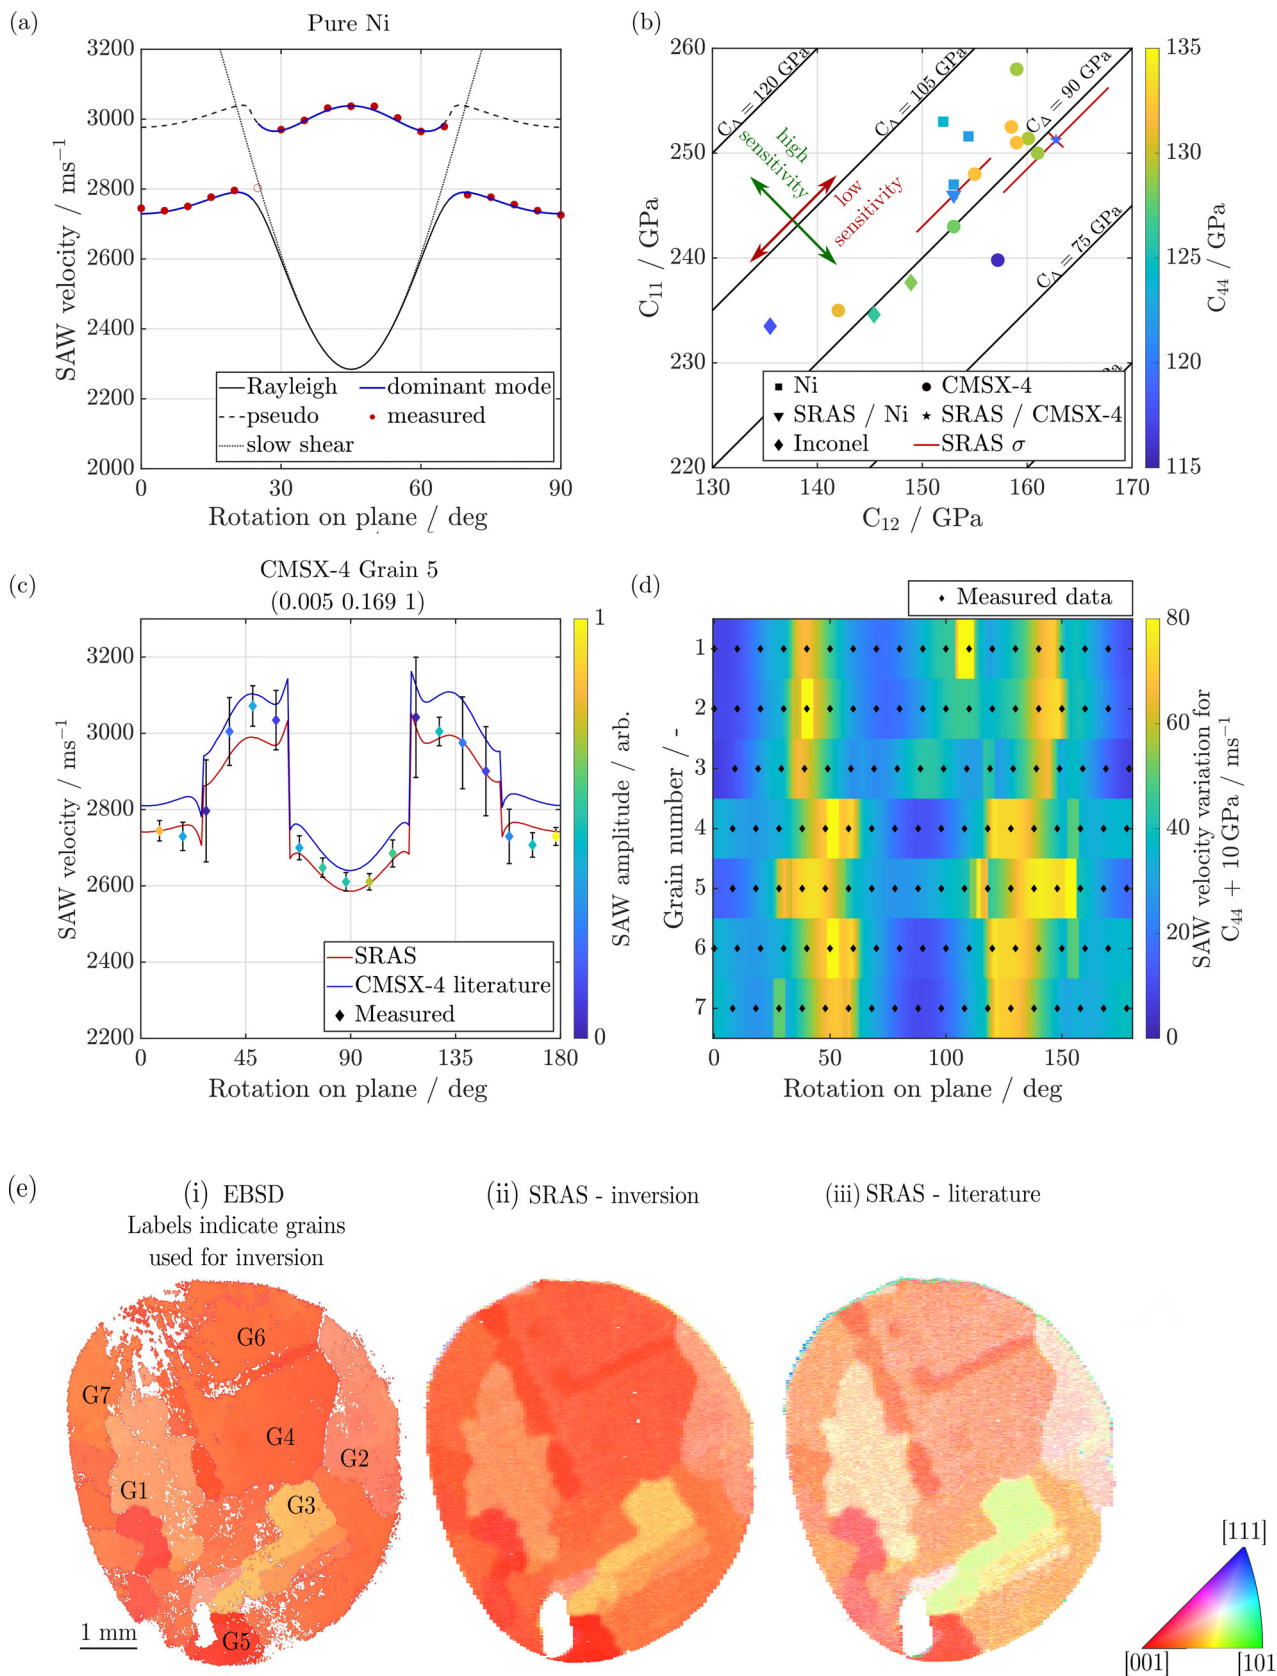 (a)
Pure Ni
3200
3000
2800
2600
2400
2200
2000
SAW velocity / ms⁻¹
Rayleigh
dominant mode
pseudo
measured
slow shear
0
30
60
90
Rotation on plane / deg
(b)
260
250
240
230
220
C₁₁ / GPa
C_Δ = 120 GPa
C_Δ = 105 GPa
C_Δ = 90 GPa
C_Δ = 75 GPa
high
sensitivity
low
sensitivity
Ni
CMSX-4
SRAS / Ni
SRAS / CMSX-4
Inconel
SRAS σ
130
140
150
160
170
C₁₂ / GPa
135
130
125
120
115
C₄₄ / GPa
(c)
CMSX-4 Grain 5
(0.005 0.169 1)
3200
3000
2800
2600
2400
2200
SAW velocity / ms⁻¹
SRAS
CMSX-4 literature
Measured
0
45
90
135
180
Rotation on plane / deg
1
0
SAW amplitude / arb.
(d)
Measured data
1
2
3
4
5
6
7
Grain number / -
0
50
100
150
Rotation on plane / deg
80
60
40
20
0
SAW velocity variation for
C₄₄ + 10 GPa / ms⁻¹
(e)
(i) EBSD
Labels indicate grains
used for inversion
(ii) SRAS - inversion
(iii) SRAS - literature
G6
G7
G4
G2
G1
G3
G5
1 mm
[111]
[001]
[101